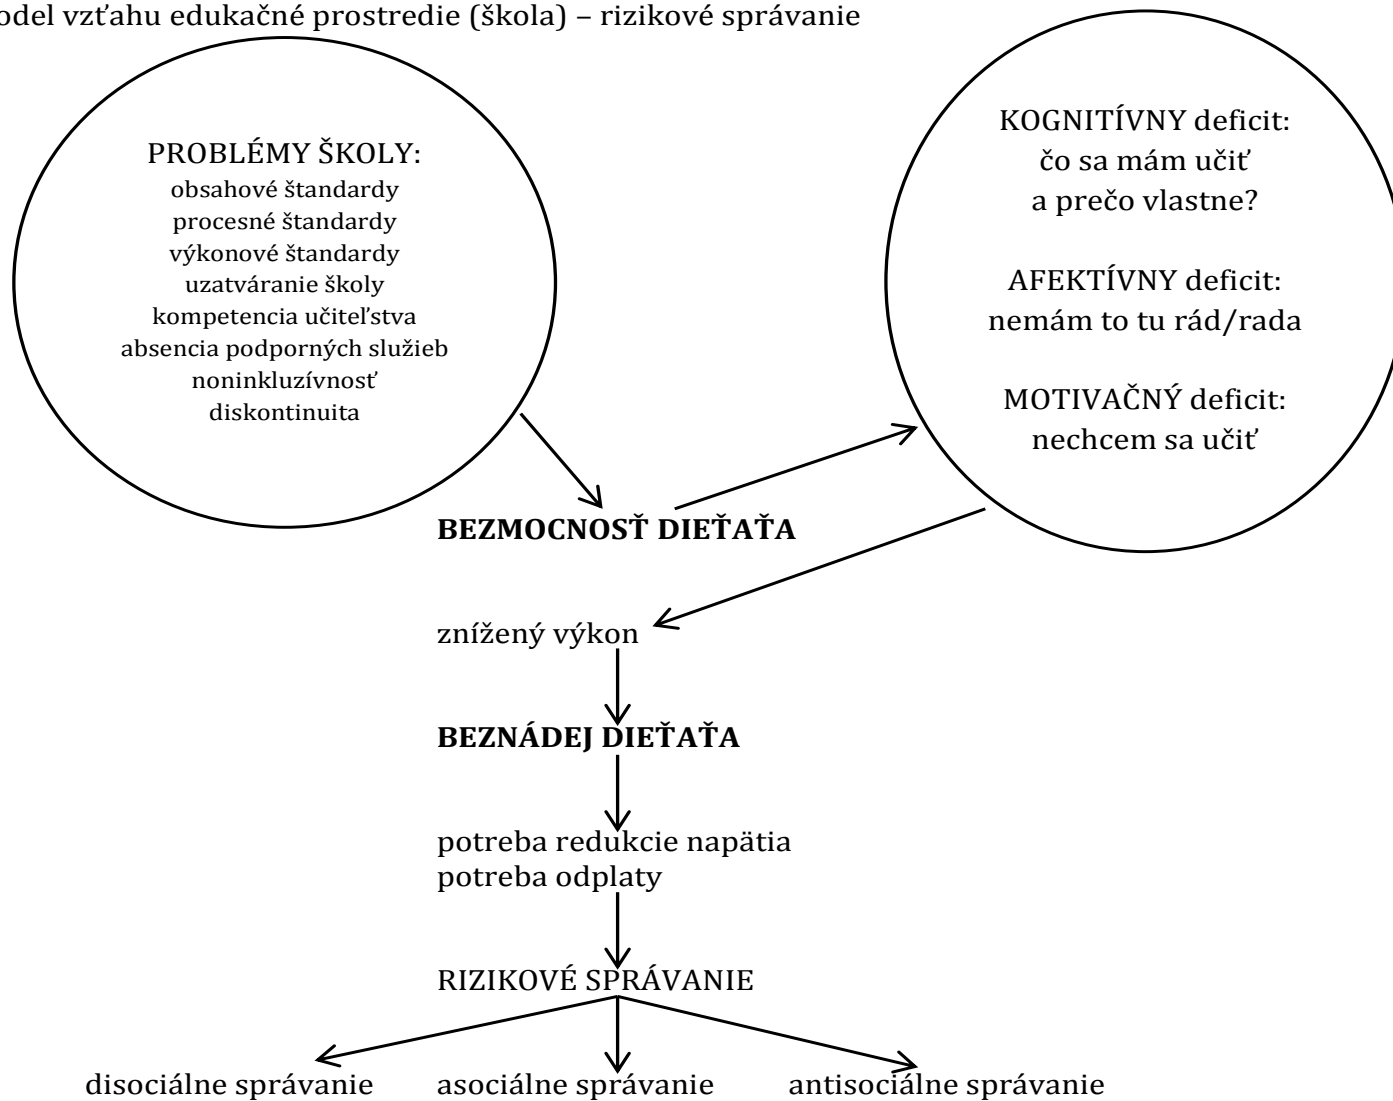 odel vzťahu edukačné prostredie (škola) – rizikové správanie
PROBLÉMY ŠKOLY:
obsahové štandardy
procesné štandardy
výkonové štandardy
uzatváranie školy
kompetencia učiteľstva
absencia podporných služieb
noninkluzívnosť
diskontinuita
KOGNITÍVNY deficit:
čo sa mám učiť
a prečo vlastne?
AFEKTÍVNY deficit:
nemám to tu rád/rada
MOTIVAČNÝ deficit:
nechcem sa učiť
BEZMOCNOSŤ DIEŤAŤA
znížený výkon
BEZNÁDEJ DIEŤAŤA
potreba redukcie napätia
potreba odplaty
RIZIKOVÉ SPRÁVANIE
disociálne správanie
asociálne správanie
antisociálne správanie